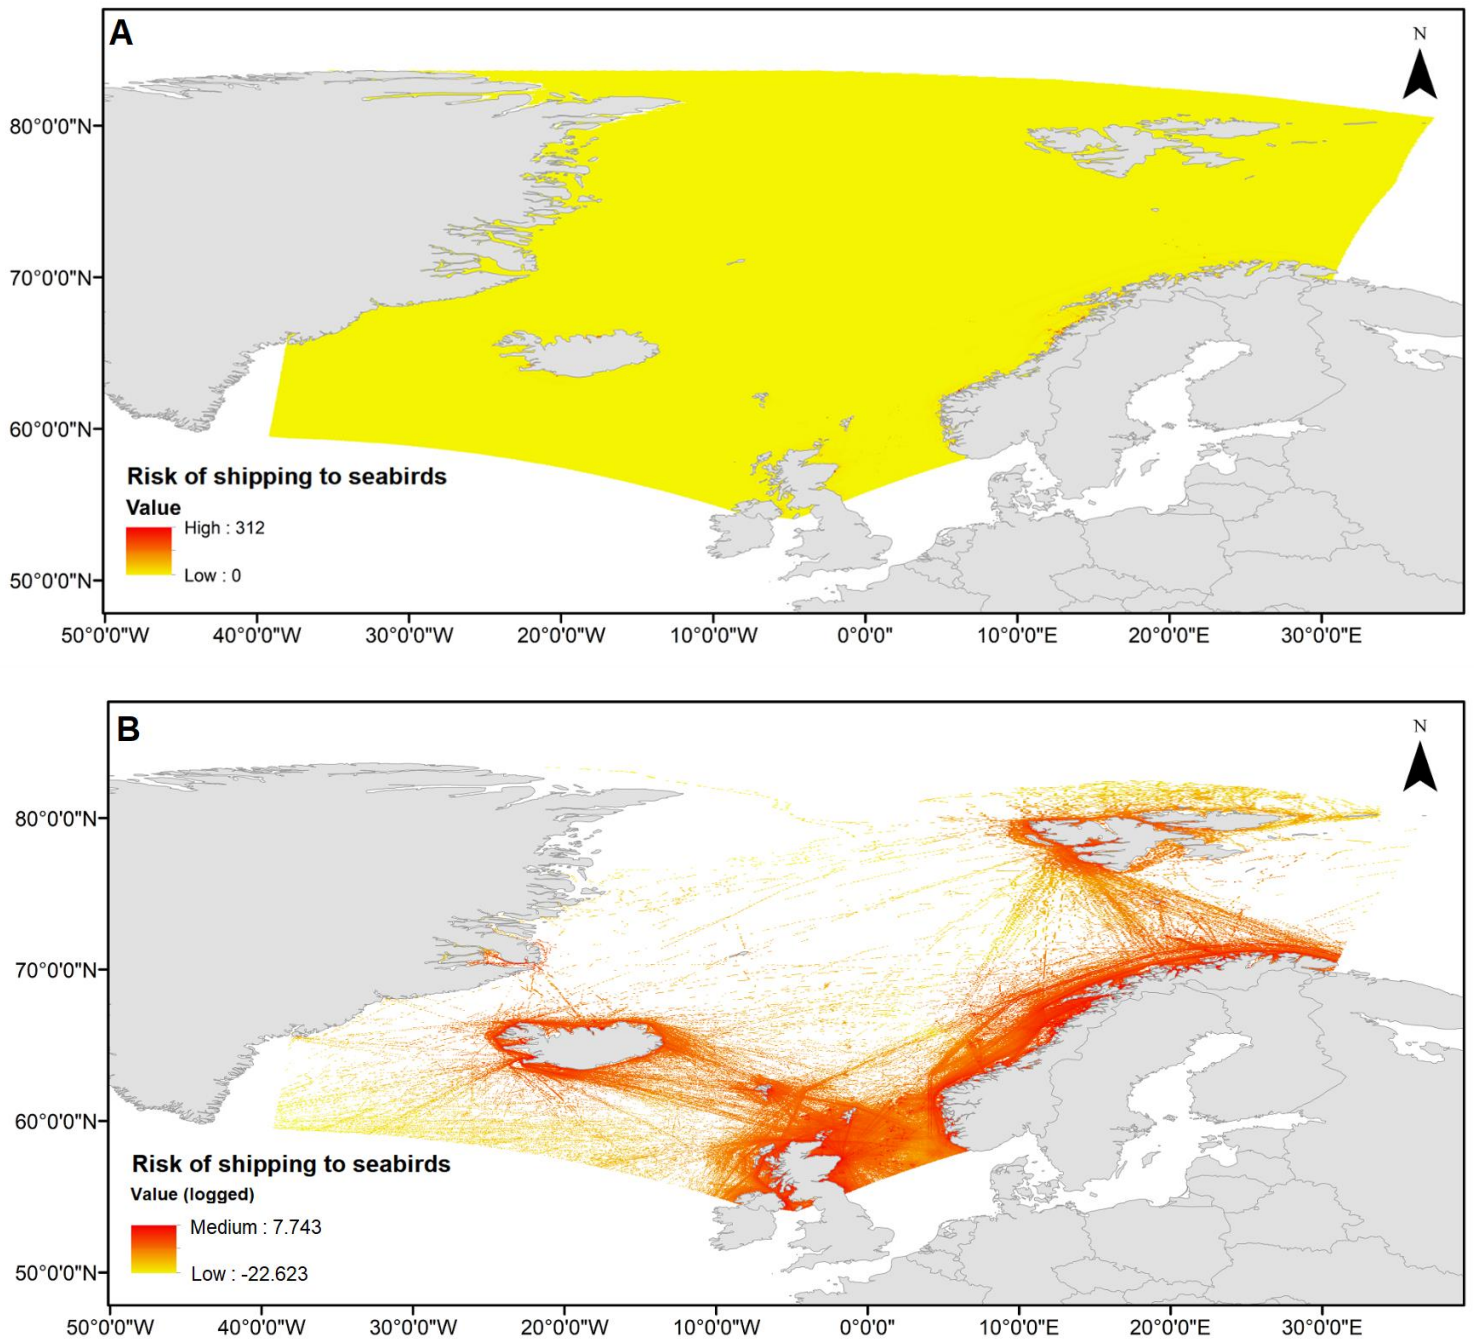 A
N
80°0'0"N
70°0'0"N
60°0'0"N
50°0'0"N
Risk of shipping to seabirds
Value
High : 312
Low : 0
50°0'0"W 40°0'0"W 30°0'0"W 20°0'0"W 10°0'0"W 0°0'0" 10°0'0"E 20°0'0"E 30°0'0"E
B
N
80°0'0"N
70°0'0"N
60°0'0"N
50°0'0"N
Risk of shipping to seabirds
Value (logged)
Medium : 7.743
Low : -22.623
50°0'0"W 40°0'0"W 30°0'0"W 20°0'0"W 10°0'0"W 0°0'0" 10°0'0"E 20°0'0"E 30°0'0"E